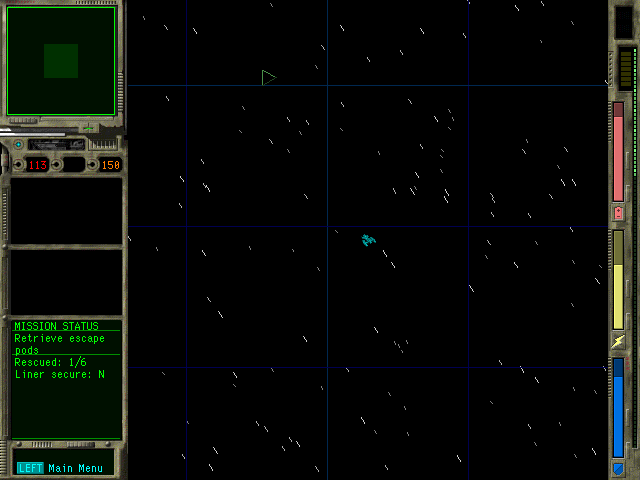 113
150
MISSION STATUS
Retrieve escape
pods
Rescued: 1/6
Liner secure: N
LEFT Main Menu